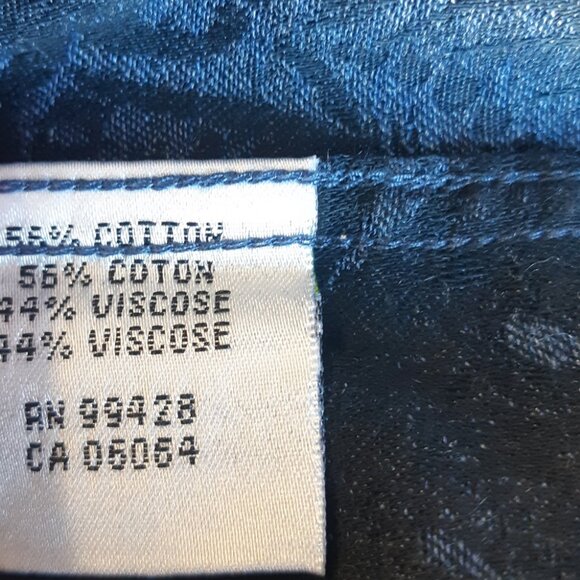 56% COTTON
56% COTON
44% VISCOSE
44% VISCOSE
RN 99428
CA 06064